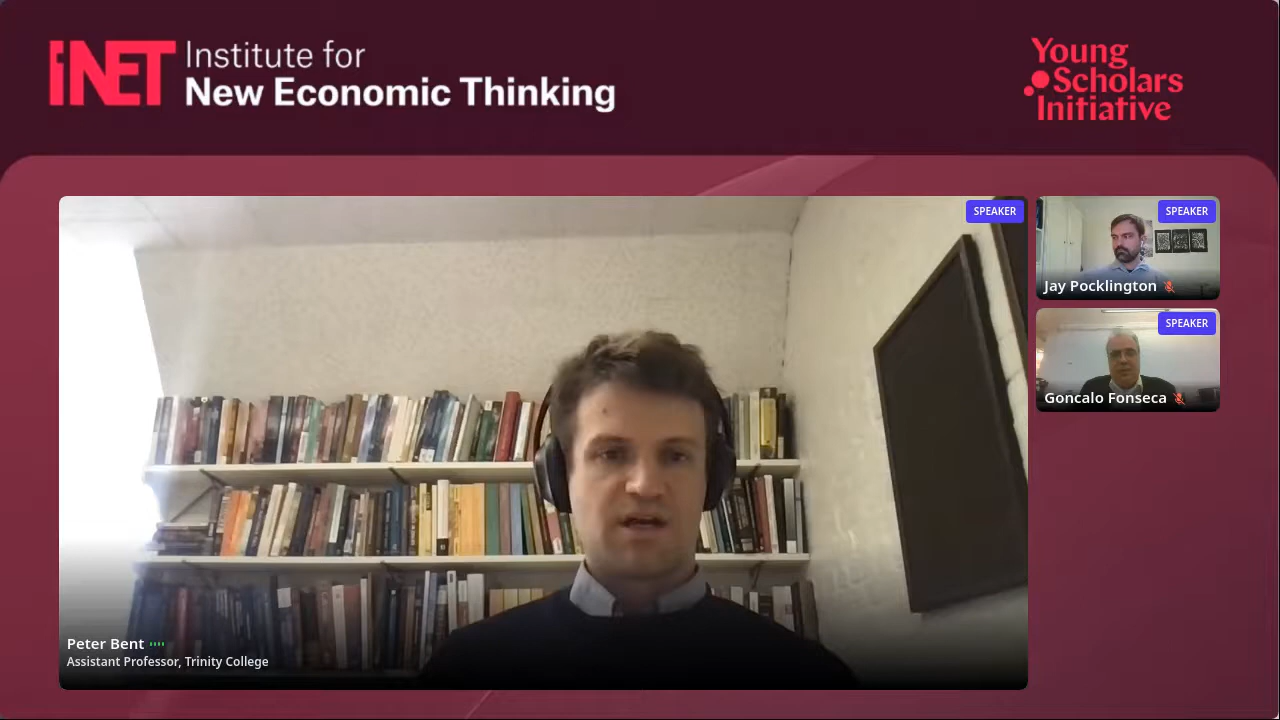 iNET
Institute for
New Economic Thinking
Young
Scholars
Initiative
SPEAKER
Peter Bent
Assistant Professor, Trinity College
SPEAKER
Jay Pocklington
SPEAKER
Goncalo Fonseca